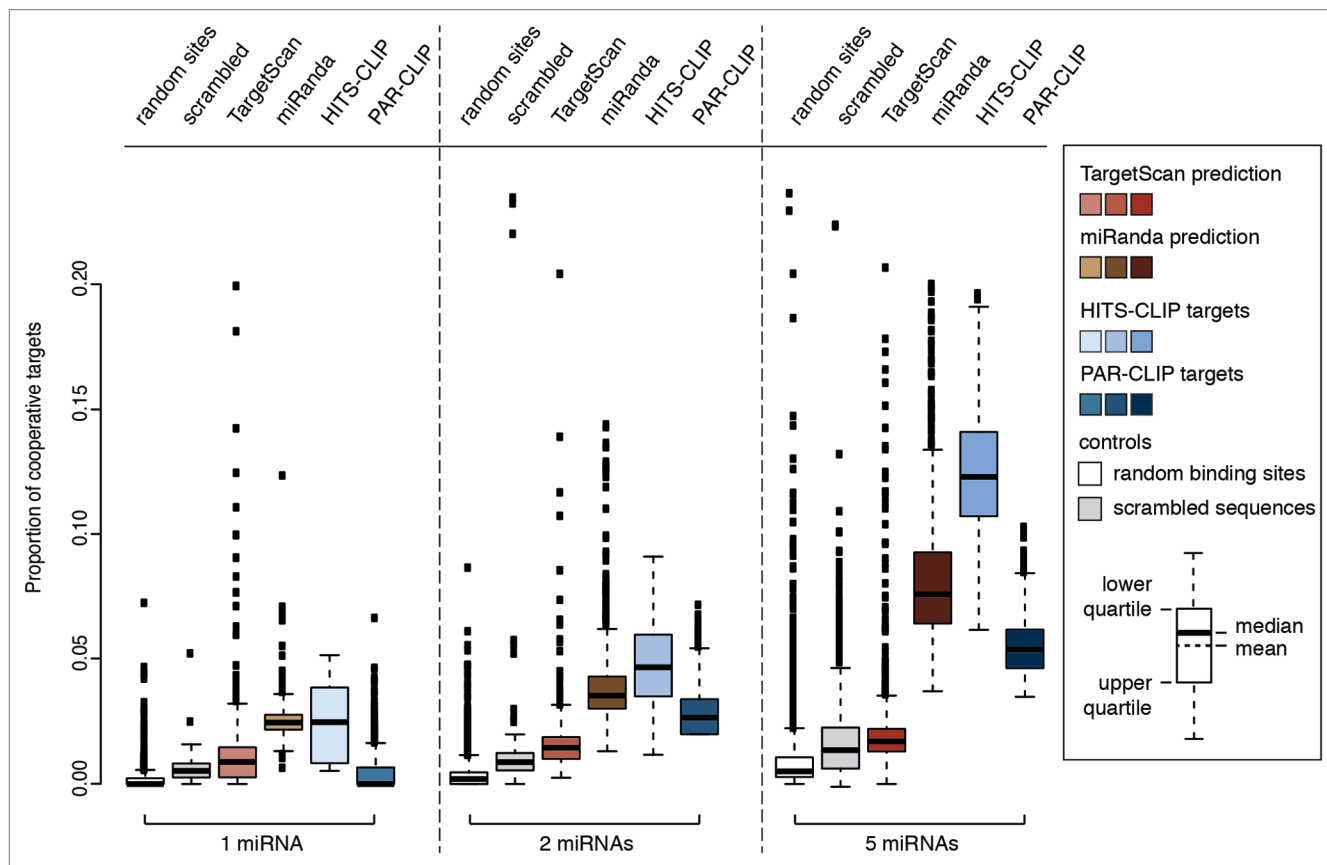 random sites
scrambled
TargetScan
miRanda
HITS-CLIP
PAR-CLIP
random sites
scrambled
TargetScan
miRanda
HITS-CLIP
PAR-CLIP
random sites
scrambled
TargetScan
miRanda
HITS-CLIP
PAR-CLIP
Proportion of cooperative targets
0.20
0.15
0.10
0.05
0.00
1 miRNA
2 miRNAs
5 miRNAs
TargetScan prediction
miRanda prediction
HITS-CLIP targets
PAR-CLIP targets
controls
random binding sites
scrambled sequences
lower
quartile
median
mean
upper
quartile